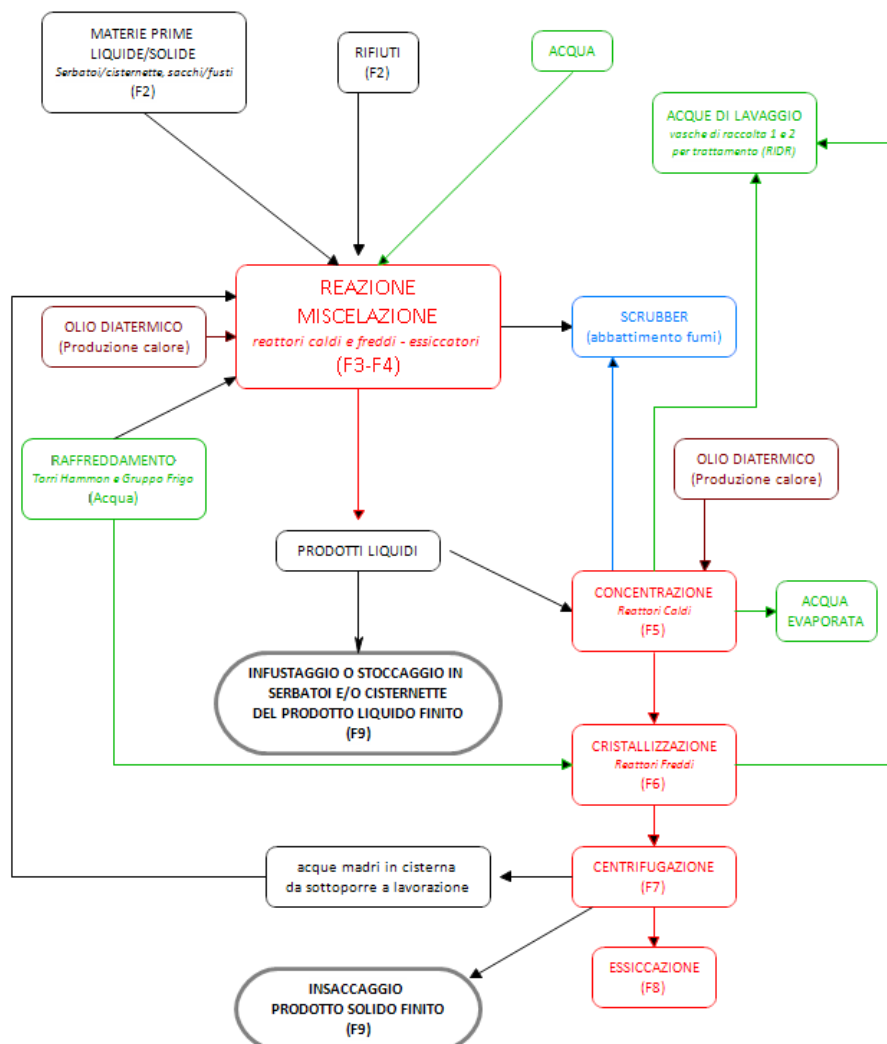 MATERIE PRIME
LIQUIDE/SOLIDE
Serbatoi/cisternette, sacchi/fusti
(F2)
RIFIUTI
(F2)
ACQUA
ACQUE DI LAVAGGIO
vasche di raccolta 1 e 2
per trattamento (RIDR)
REAZIONE
MISCELAZIONE
reattori caldi e freddi - essiccatori
(F3-F4)
OLIO DIATERMICO
(Produzione calore)
SCRUBBER
(abbattimento fumi)
RAFFREDDAMENTO
Torri Hammon e Gruppo Frigo
(Acqua)
OLIO DIATERMICO
(Produzione calore)
PRODOTTI LIQUIDI
CONCENTRAZIONE
Reattori Caldi
(F5)
ACQUA
EVAPORATA
INFUSTAGGIO O STOCCAGGIO IN
SERBATOI E/O CISTERNETTE
DEL PRODOTTO LIQUIDO FINITO
(F9)
CRISTALLIZZAZIONE
Reattori Freddi
(F6)
acque madri in cisterna
da sottoporre a lavorazione
CENTRIFUGAZIONE
(F7)
ESSICCAZIONE
(F8)
INSACCAGGIO
PRODOTTO SOLIDO FINITO
(F9)